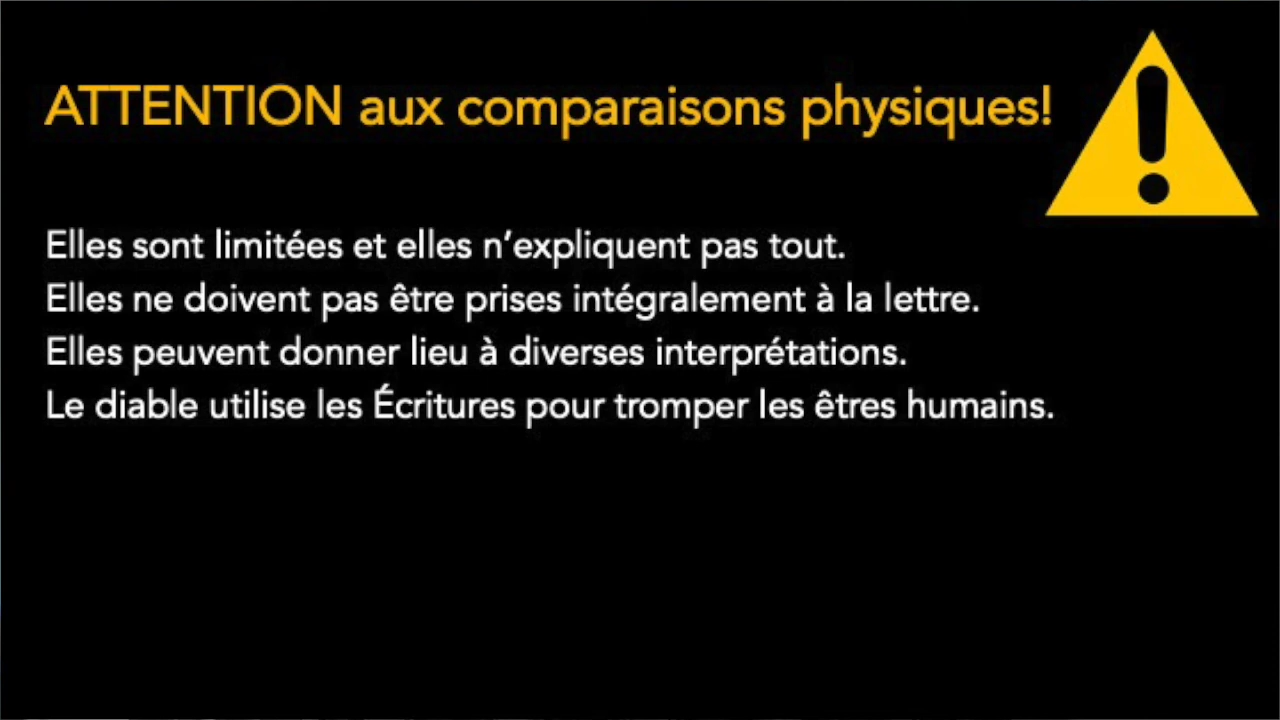 ATTENTION aux comparaisons physiques!
Elles sont limitées et elles n’expliquent pas tout.
Elles ne doivent pas être prises intégralement à la lettre.
Elles peuvent donner lieu à diverses interprétations.
Le diable utilise les Écritures pour tromper les êtres humains.